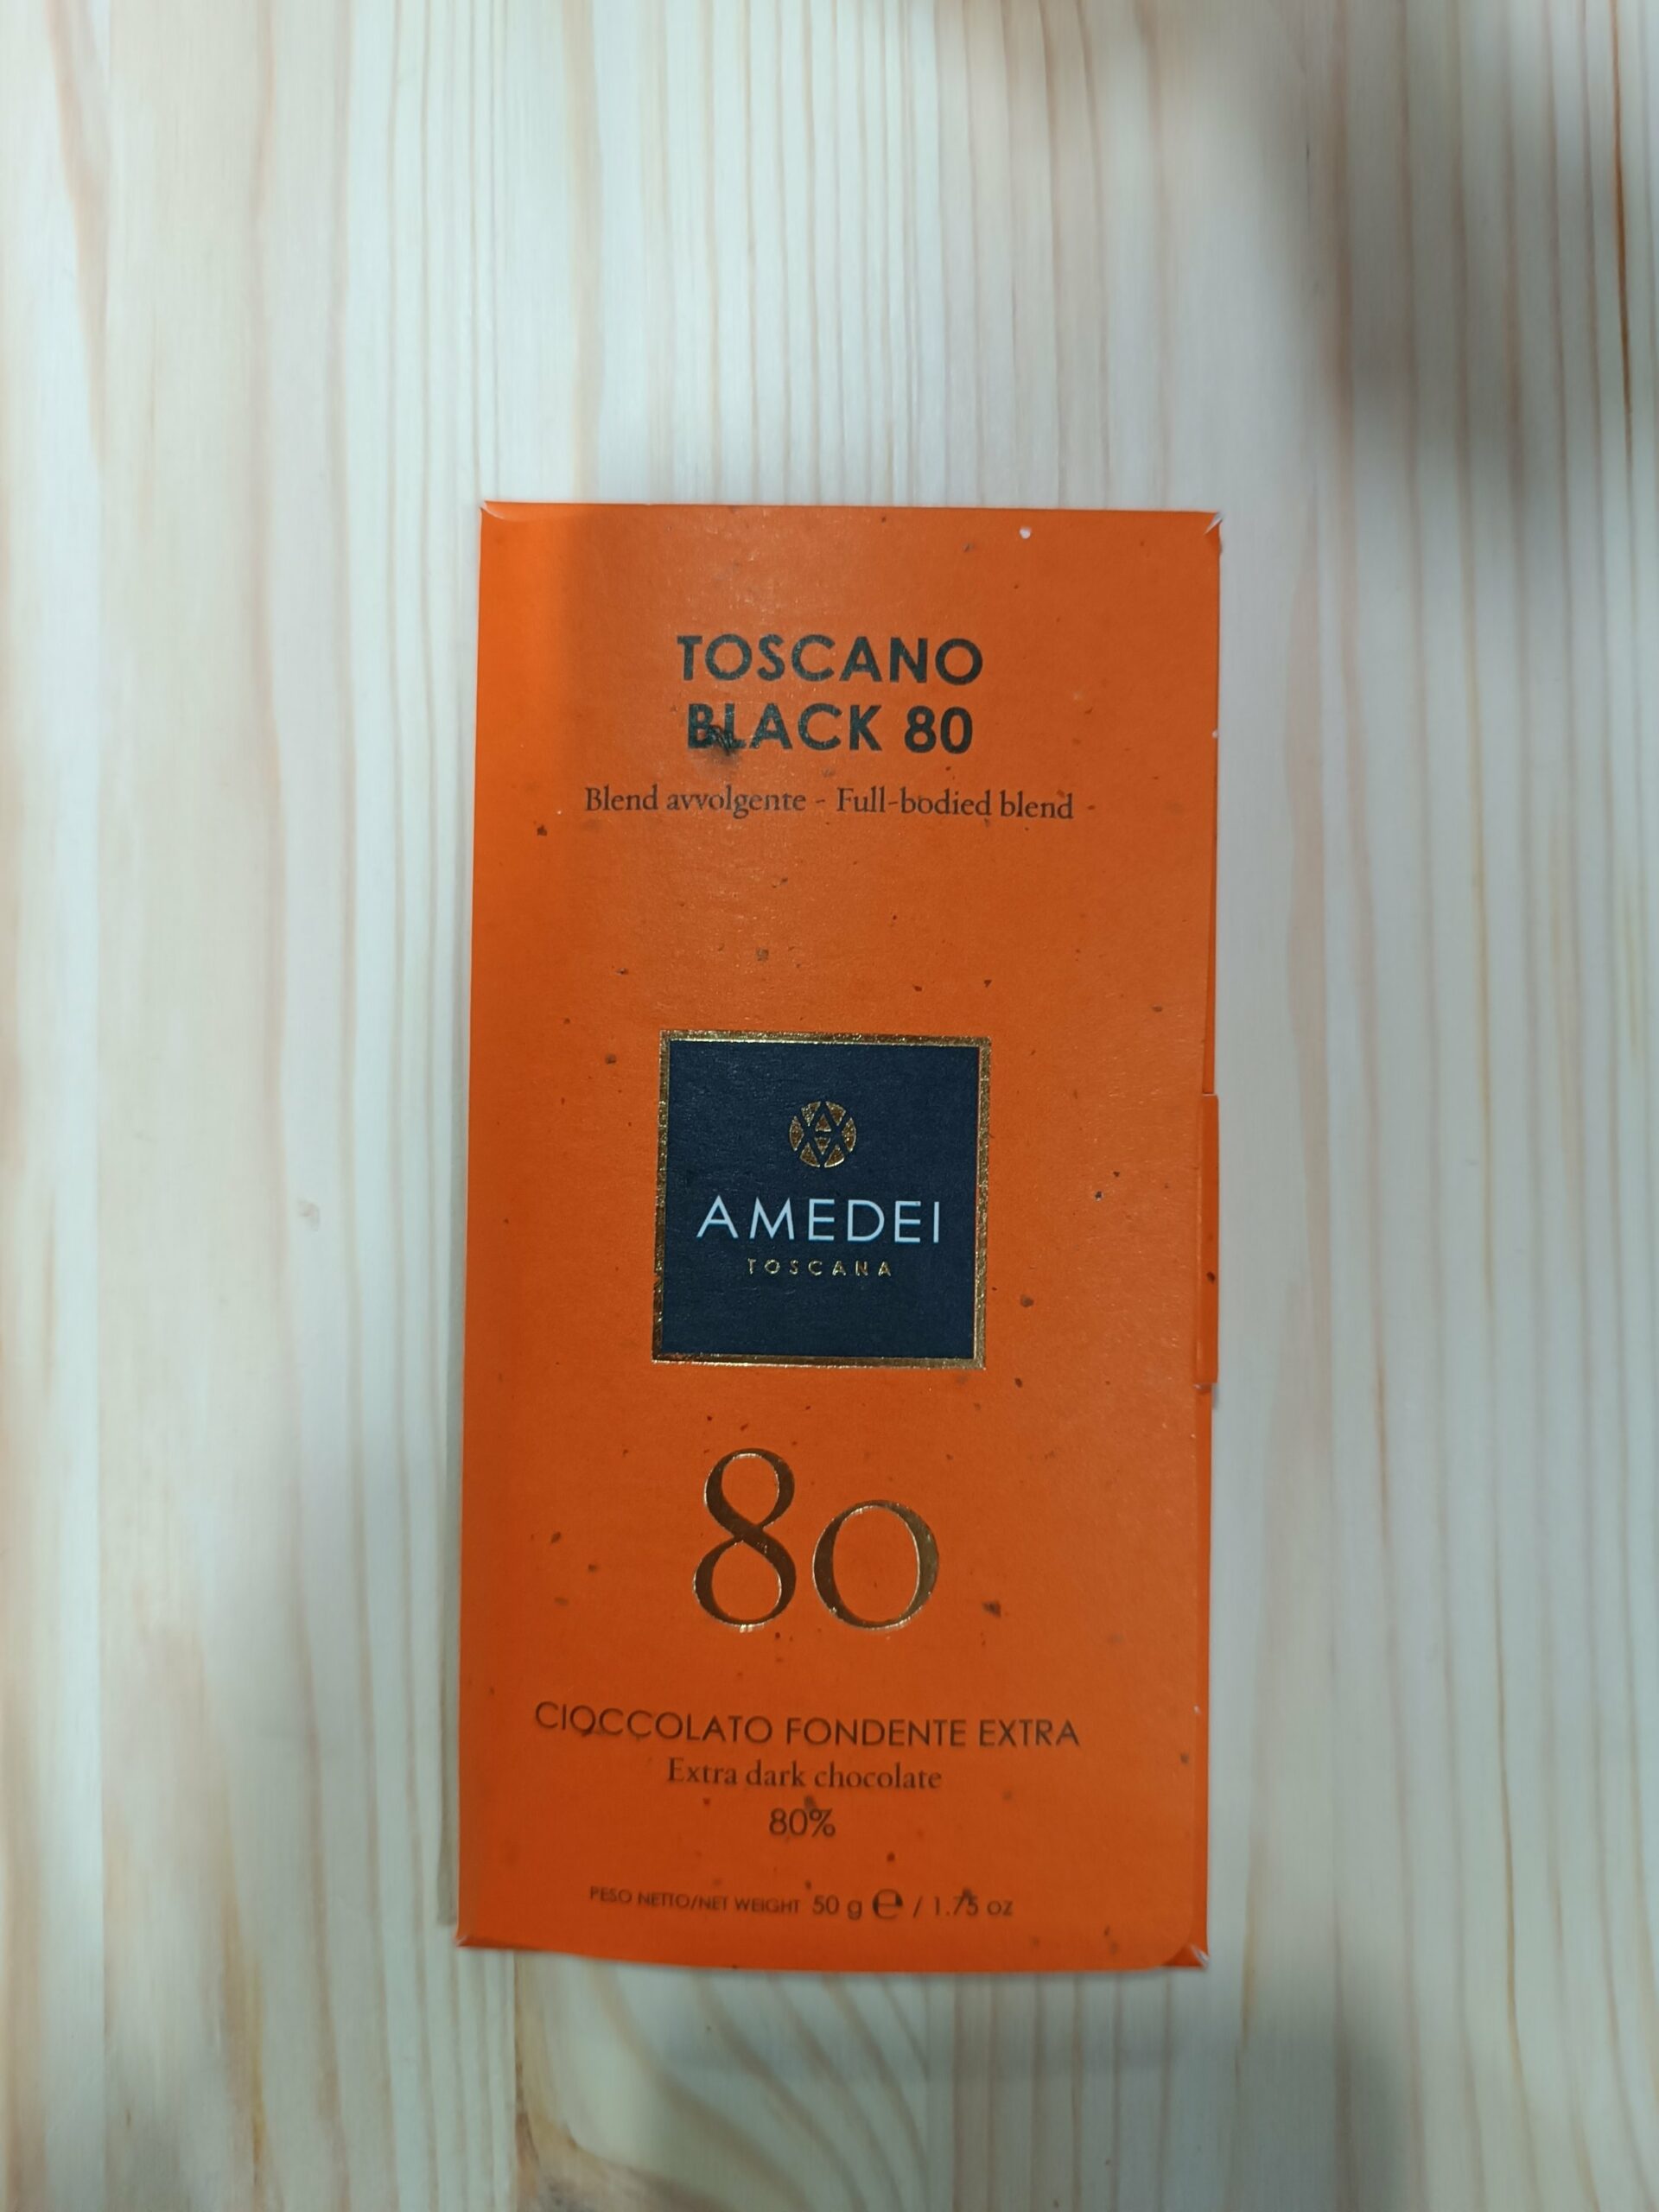 TOSCANO
BLACK 80
Blend avvolgente - Full-bodied blend
AMEDEI
TOSCANA
80
CIOCCOLATO FONDENTE EXTRA
Extra dark chocolate
80%
PESO NETTO/NET WEIGHT 50 g ℮ / 1.75 oz